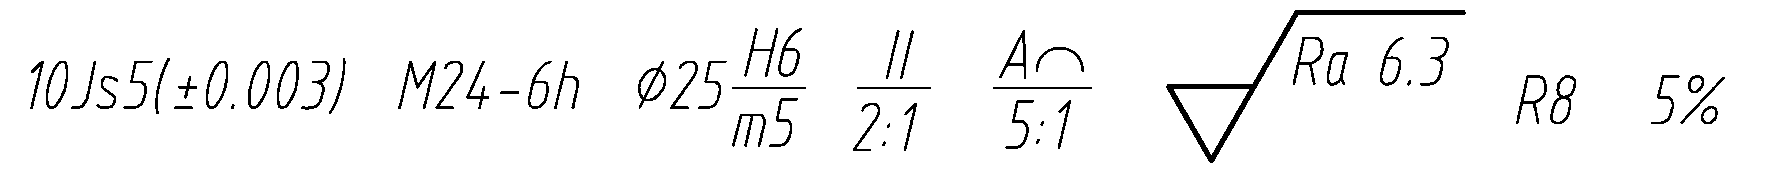 10Js5(±0.003) M24-6h ⌀25 H6/m5 II/2:1 A⌒/5:1 Ra 6.3 R8 5%